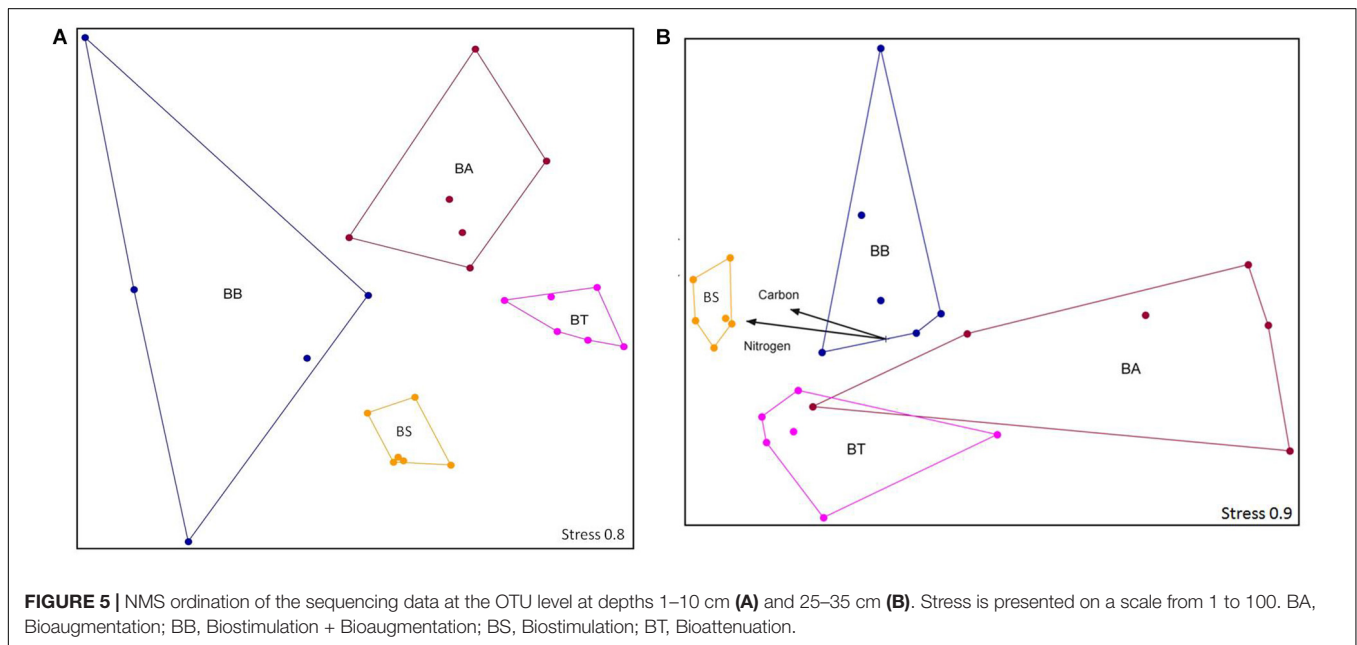 A
BB
BA
BT
BS
Stress 0.8
B
BS
BB
Carbon
Nitrogen
BA
BT
Stress 0.9
FIGURE 5 | NMS ordination of the sequencing data at the OTU level at depths 1–10 cm (A) and 25–35 cm (B). Stress is presented on a scale from 1 to 100. BA,
Bioaugmentation; BB, Biostimulation + Bioaugmentation; BS, Biostimulation; BT, Bioattenuation.